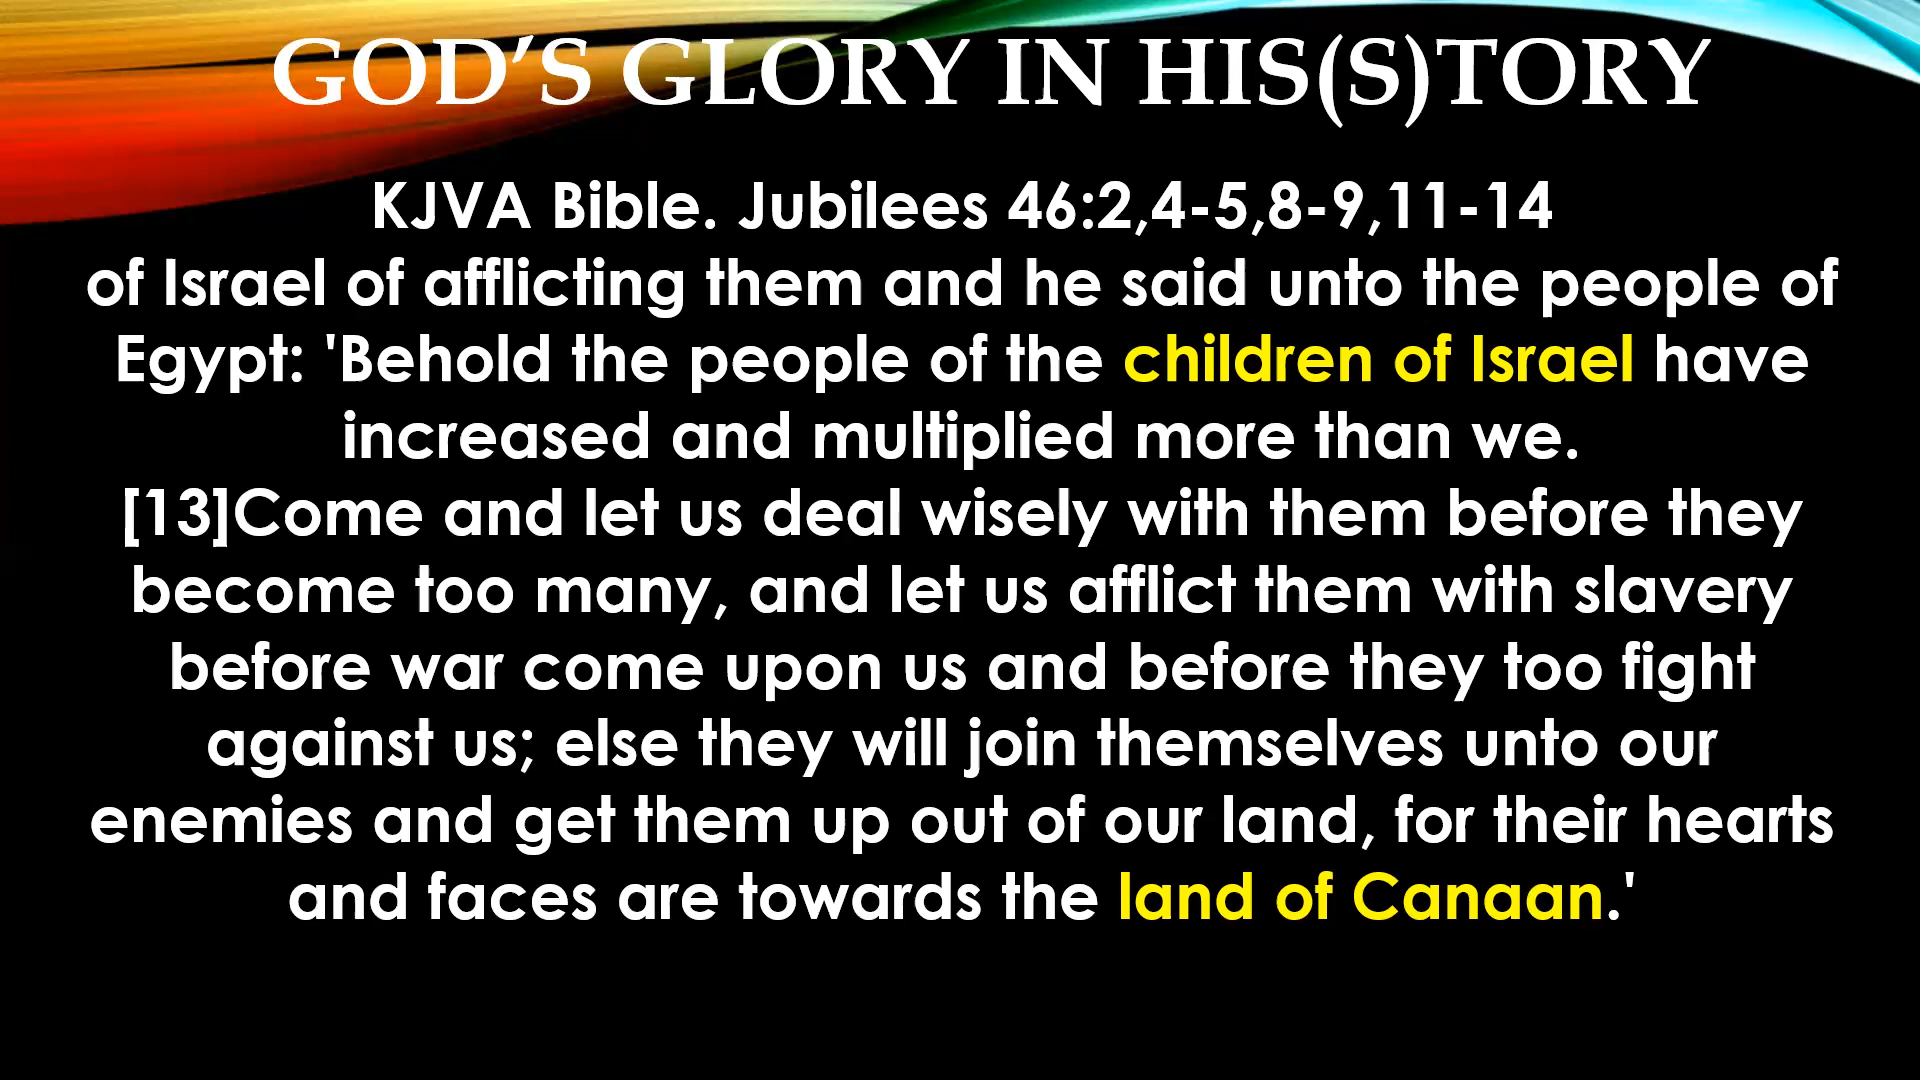 GOD’S GLORY IN HIS(S)TORY
KJVA Bible. Jubilees 46:2,4-5,8-9,11-14
of Israel of afflicting them and he said unto the people of
Egypt: 'Behold the people of the children of Israel have
increased and multiplied more than we.
[13]Come and let us deal wisely with them before they
become too many, and let us afflict them with slavery
before war come upon us and before they too fight
against us; else they will join themselves unto our
enemies and get them up out of our land, for their hearts
and faces are towards the land of Canaan.'